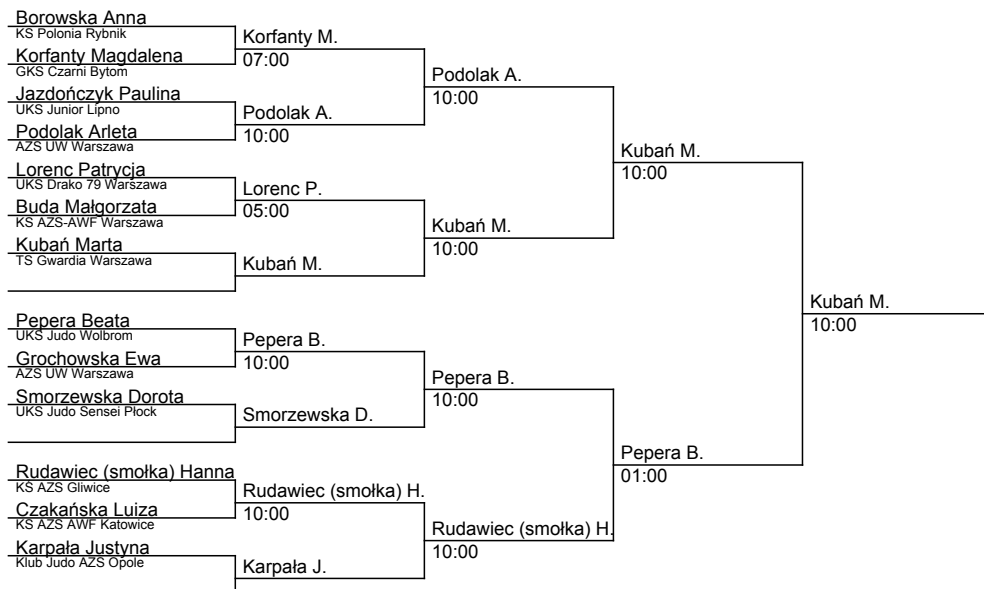 Borowska Anna
KS Polonia Rybnik
Korfanty M.
07:00
Korfanty Magdalena
GKS Czarni Bytom
Podolak A.
10:00
Jazdończyk Paulina
UKS Junior Lipno
Podolak A.
10:00
Podolak Arleta
AZS UW Warszawa
Kubań M.
10:00
Lorenc Patrycja
UKS Drako 79 Warszawa
Lorenc P.
05:00
Buda Małgorzata
KS AZS-AWF Warszawa
Kubań M.
10:00
Kubań Marta
TS Gwardia Warszawa
Kubań M.
Kubań M.
10:00
Pepera Beata
UKS Judo Wolbrom
Pepera B.
10:00
Grochowska Ewa
AZS UW Warszawa
Pepera B.
10:00
Smorzewska Dorota
UKS Judo Sensei Płock
Smorzewska D.
Pepera B.
01:00
Rudawiec (smołka) Hanna
KS AZS Gliwice
Rudawiec (smołka) H.
10:00
Czakańska Luiza
KS AZS AWF Katowice
Rudawiec (smołka) H.
10:00
Karpała Justyna
Klub Judo AZS Opole
Karpała J.